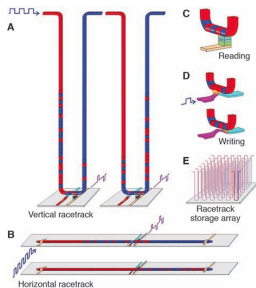 A
C
Reading
D
Writing
E
Vertical racetrack
Racetrack
storage array
B
Horizontal racetrack